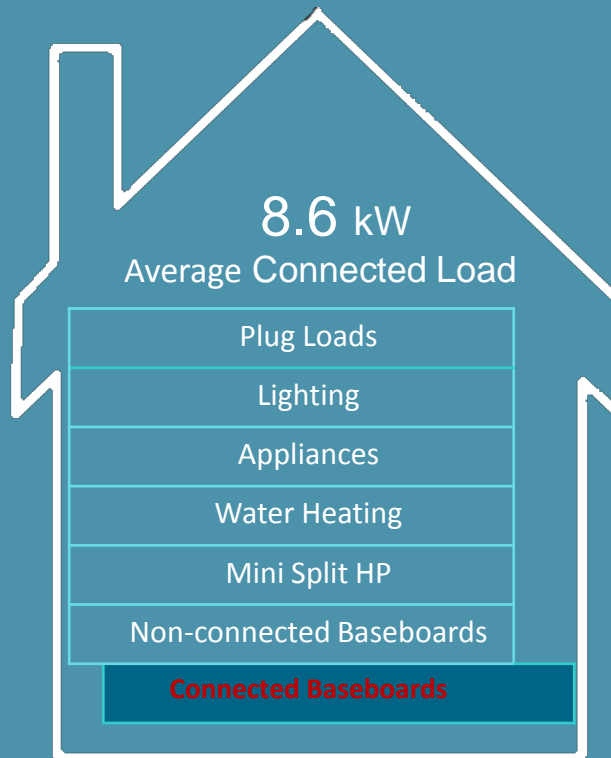 8.6 kW
Average Connected Load
Plug Loads
Lighting
Appliances
Water Heating
Mini Split HP
Non-connected Baseboards
Connected Baseboards